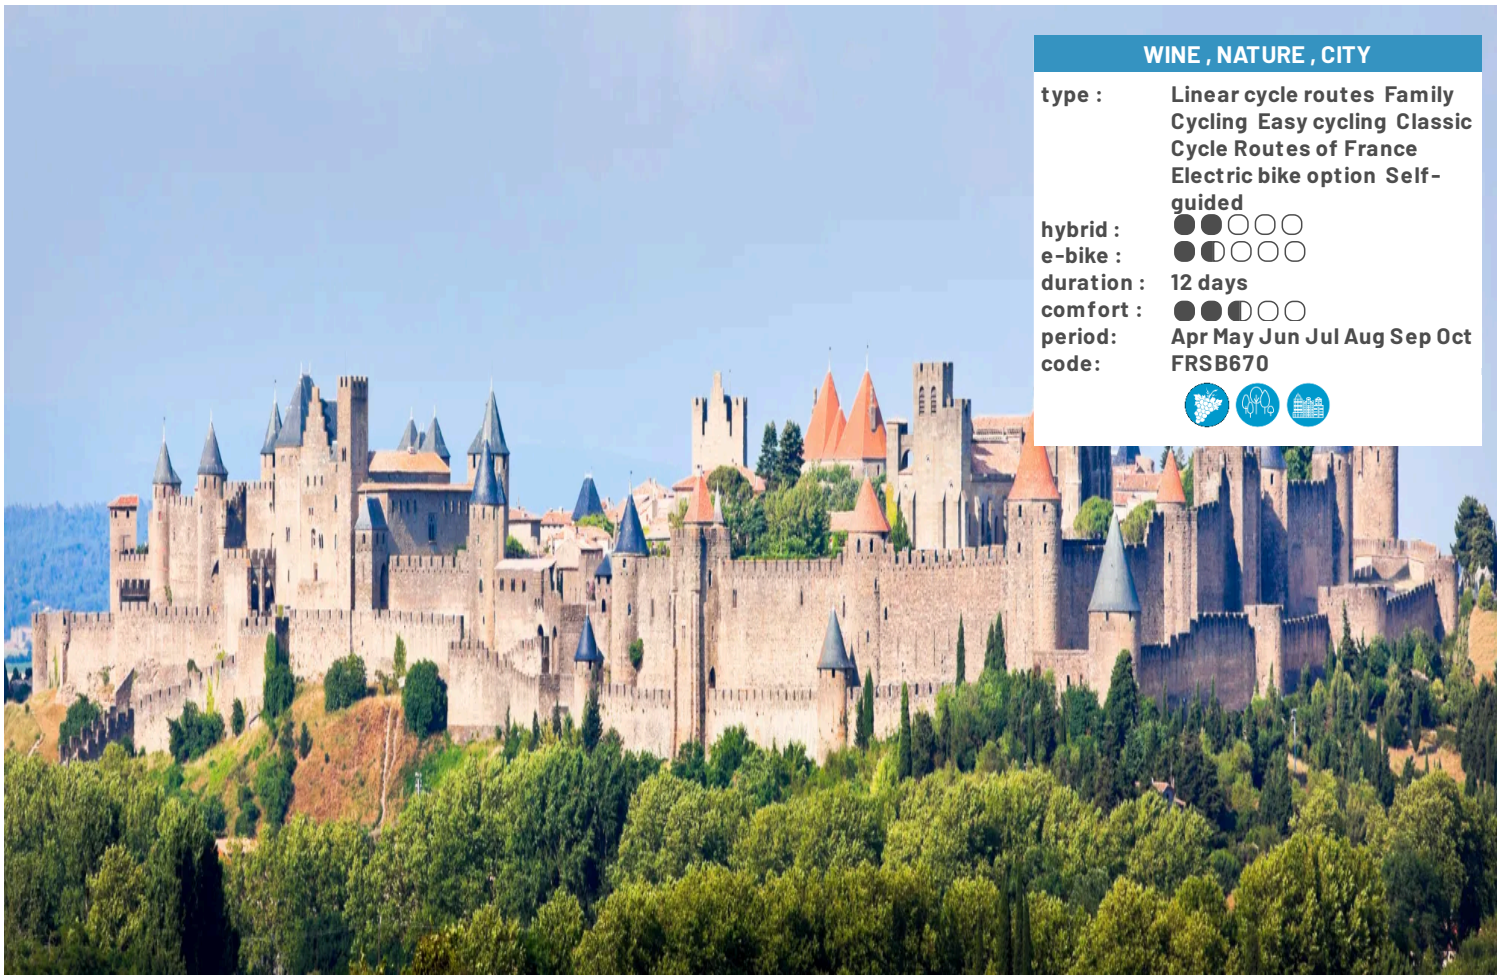 WINE , NATURE , CITY
type : Linear cycle routes Family
Cycling Easy cycling Classic
Cycle Routes of France
Electric bike option Self-
guided
hybrid :
e-bike :
duration : 12 days
comfort :
period: Apr May Jun Jul Aug Sep Oct
code: FRSB670